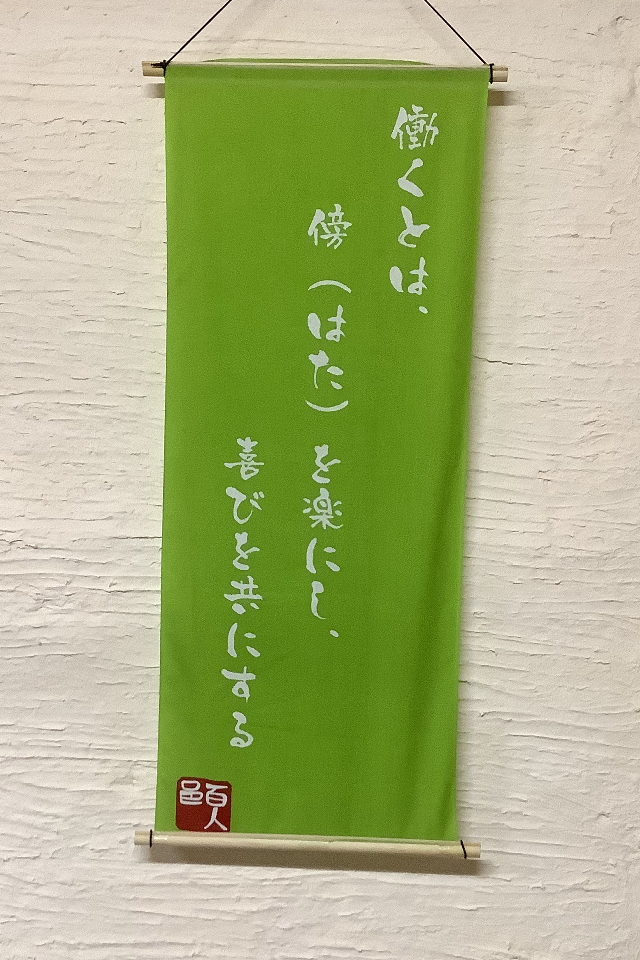 働くとは、
傍（はた）を楽にし、
喜びを共にする
百人
邑